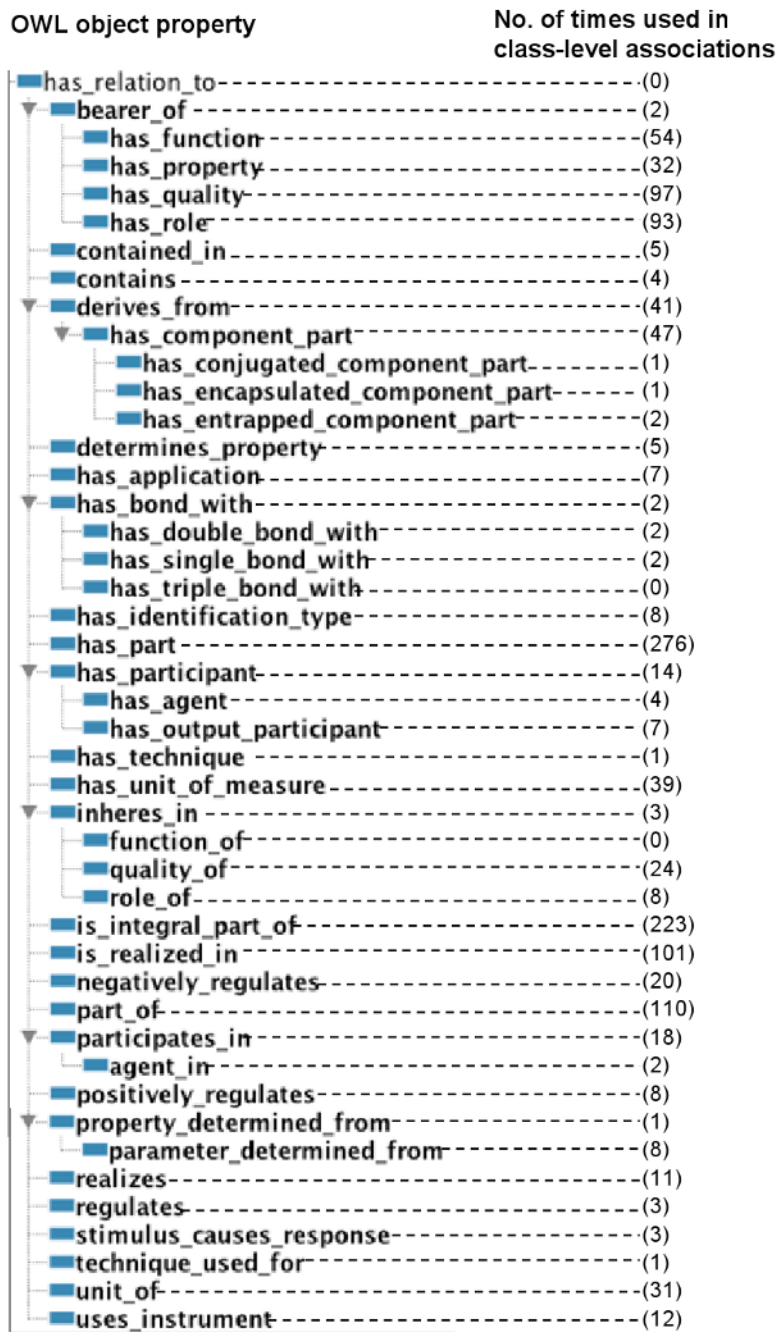 OWL object property No. of times used in
class-level associations
has_relation_to (0)
bearer_of (2)
has_function (54)
has_property (32)
has_quality (97)
has_role (93)
contained_in (5)
contains (4)
derives_from (41)
has_component_part (47)
has_conjugated_component_part (1)
has_encapsulated_component_part (1)
has_entrapped_component_part (2)
determines_property (5)
has_application (7)
has_bond_with (2)
has_double_bond_with (2)
has_single_bond_with (2)
has_triple_bond_with (0)
has_identification_type (8)
has_part (276)
has_participant (14)
has_agent (4)
has_output_participant (7)
has_technique (1)
has_unit_of_measure (39)
inheres_in (3)
function_of (0)
quality_of (24)
role_of (8)
is_integral_part_of (223)
is_realized_in (101)
negatively_regulates (20)
part_of (110)
participates_in (18)
agent_in (2)
positively_regulates (8)
property_determined_from (1)
parameter_determined_from (8)
realizes (11)
regulates (3)
stimulus_causes_response (3)
technique_used_for (1)
unit_of (31)
uses_instrument (12)